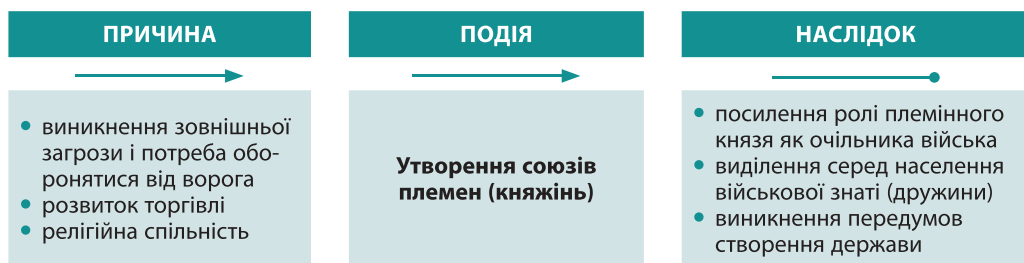 ПРИЧИНА
• виникнення зовнішньої
загрози і потреба обо-
ронятися від ворога
• розвиток торгівлі
• релігійна спільність
ПОДІЯ
Утворення союзів
племен (княжінь)
НАСЛІДОК
• посилення ролі племінного
князя як очільника війська
• виділення серед населення
військової знаті (дружини)
• виникнення передумов
створення держави